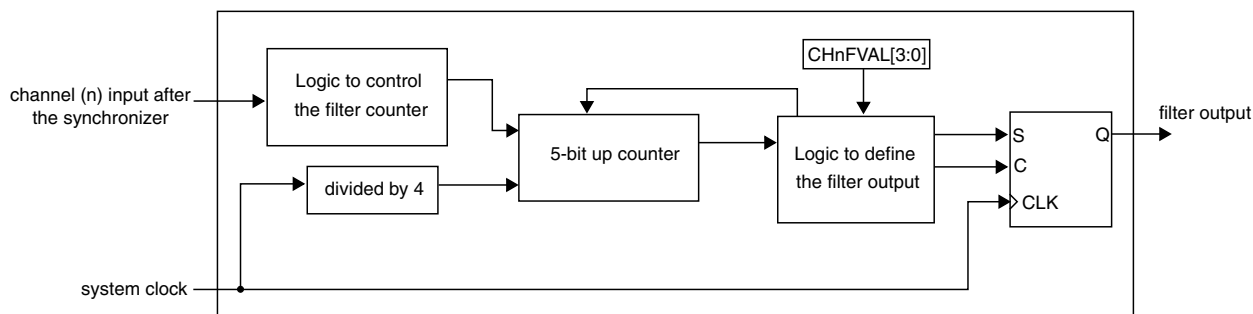 CHnFVAL[3:0]
Logic to control
the filter counter
channel (n) input after
the synchronizer
filter output
5-bit up counter
Logic to define
the filter output
S
Q
C
CLK
divided by 4
system clock